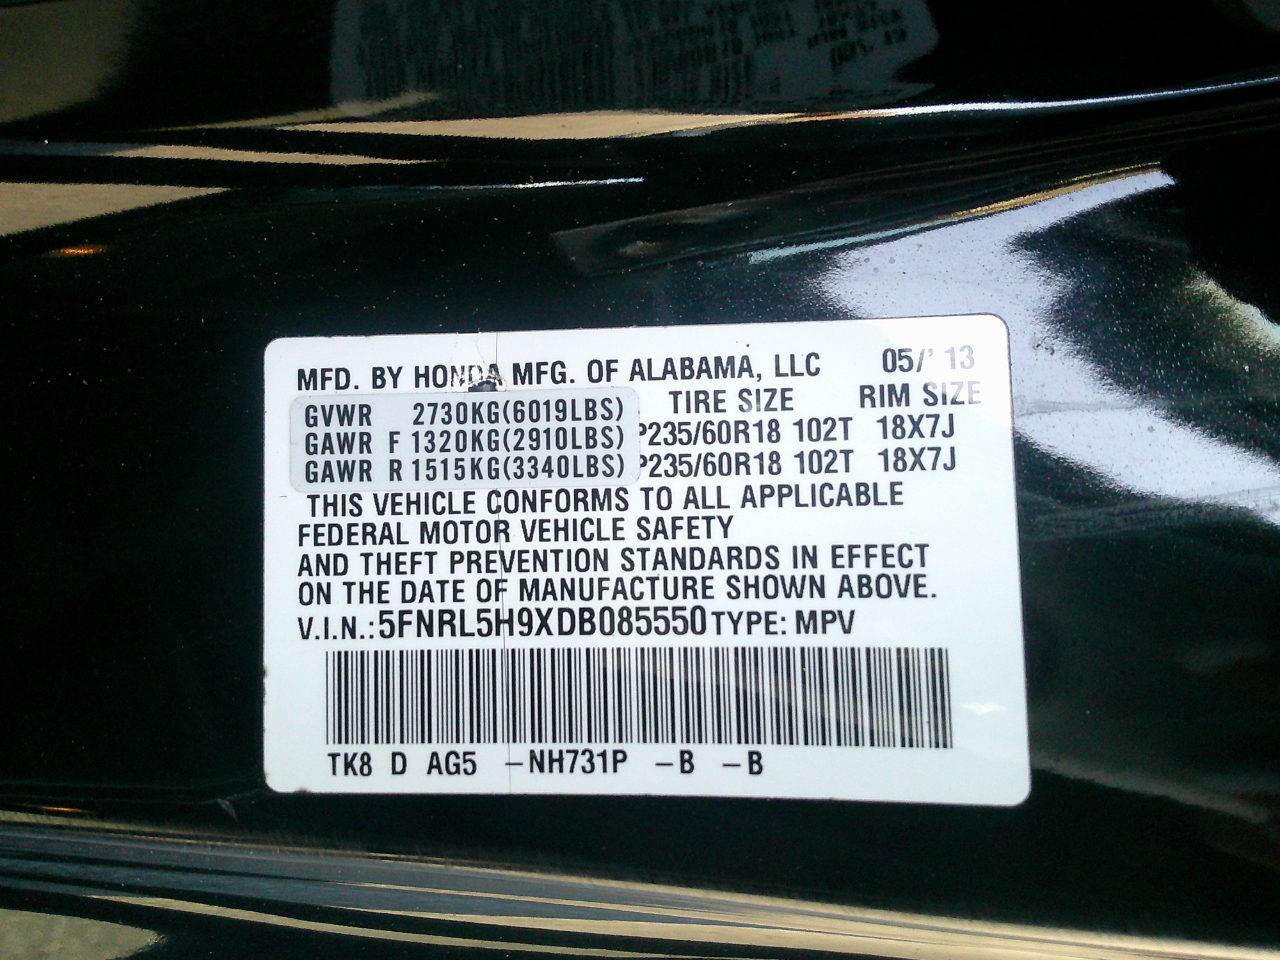 MFD. BY HONDA MFG. OF ALABAMA, LLC 05/' 13
TIRE SIZE RIM SIZE
GVWR 2730KG(6019LBS)
GAWR F 1320KG(2910LBS) P235/60R18 102T 18X7J
GAWR R 1515KG(3340LBS) P235/60R18 102T 18X7J
THIS VEHICLE CONFORMS TO ALL APPLICABLE
FEDERAL MOTOR VEHICLE SAFETY
AND THEFT PREVENTION STANDARDS IN EFFECT
ON THE DATE OF MANUFACTURE SHOWN ABOVE.
V.I.N.: 5FNRL5H9XDB085550 TYPE: MPV
TK8 D AG5 -NH731P -B -B